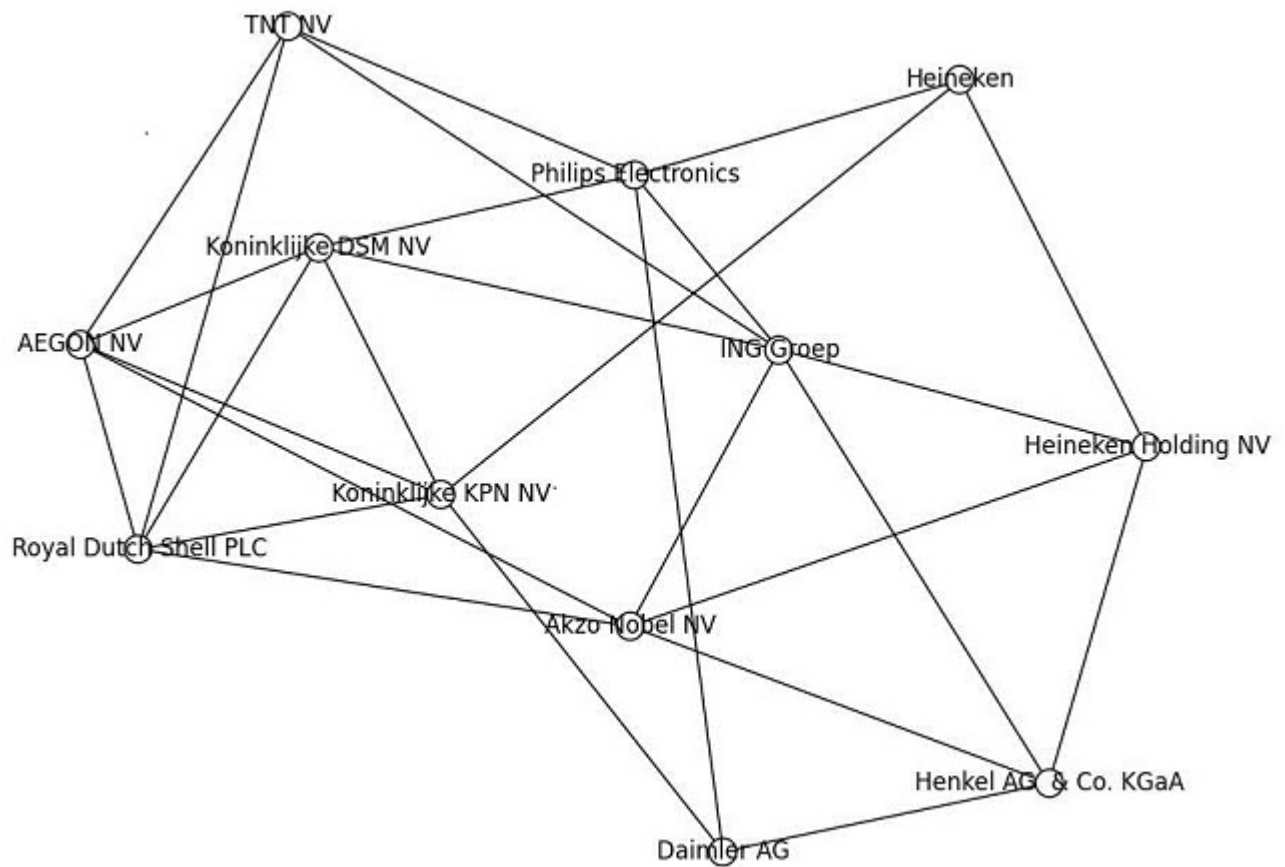 TNT NV
Heineken
Philips Electronics
Koninklijke DSM NV
AEGON NV
ING Groep
Heineken Holding NV
Koninklijke KPN NV
Royal Dutch Shell PLC
Akzo Nobel NV
Henkel AG & Co. KGaA
Daimler AG